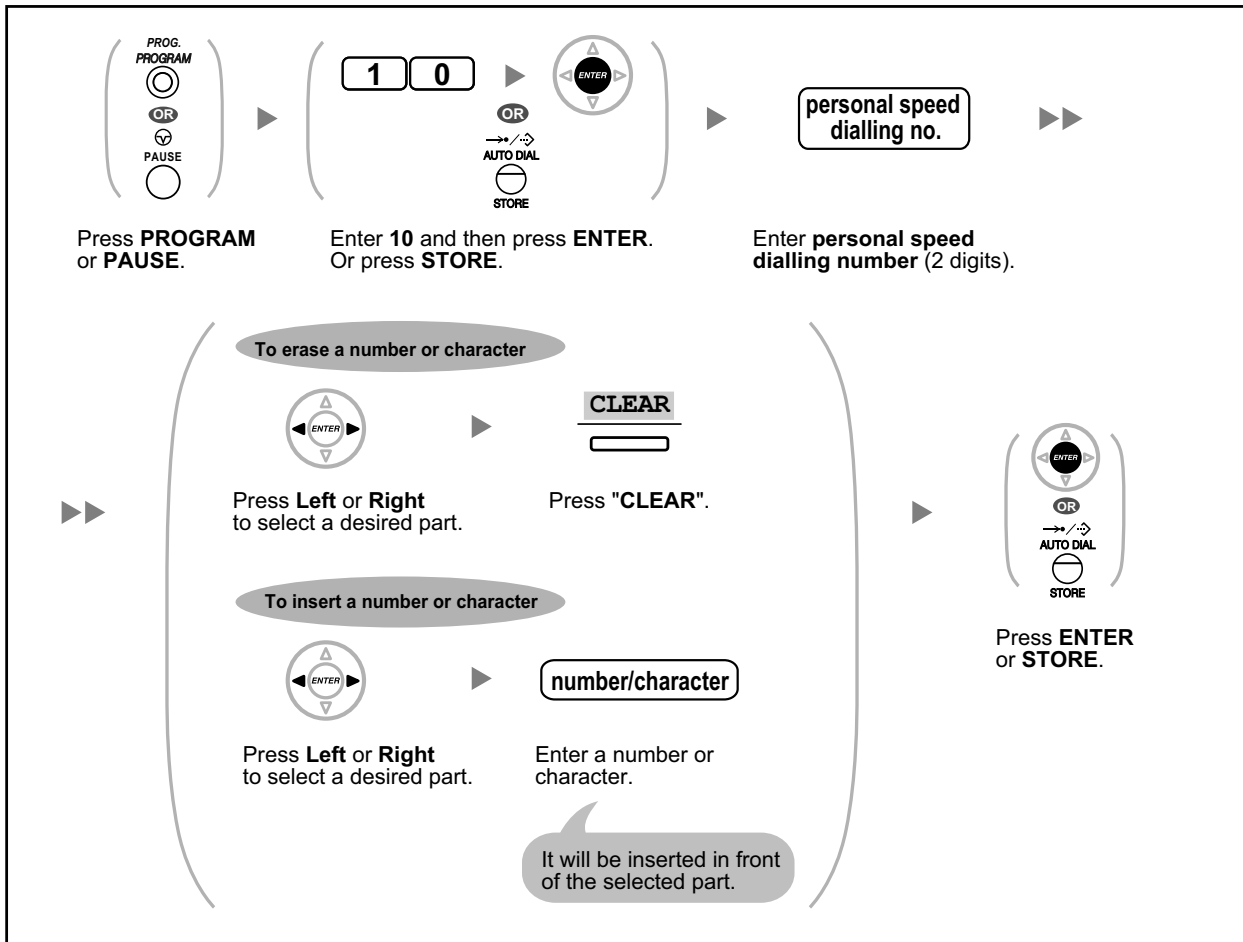 PROG.
PROGRAM
OR
PAUSE
Press PROGRAM
or PAUSE.
1 0
ENTER
OR
AUTO DIAL
STORE
Enter 10 and then press ENTER.
Or press STORE.
personal speed
dialling no.
Enter personal speed
dialling number (2 digits).
To erase a number or character
ENTER
Press Left or Right
to select a desired part.
CLEAR
Press "CLEAR".
To insert a number or character
ENTER
Press Left or Right
to select a desired part.
number/character
Enter a number or
character.
It will be inserted in front
of the selected part.
ENTER
OR
AUTO DIAL
STORE
Press ENTER
or STORE.